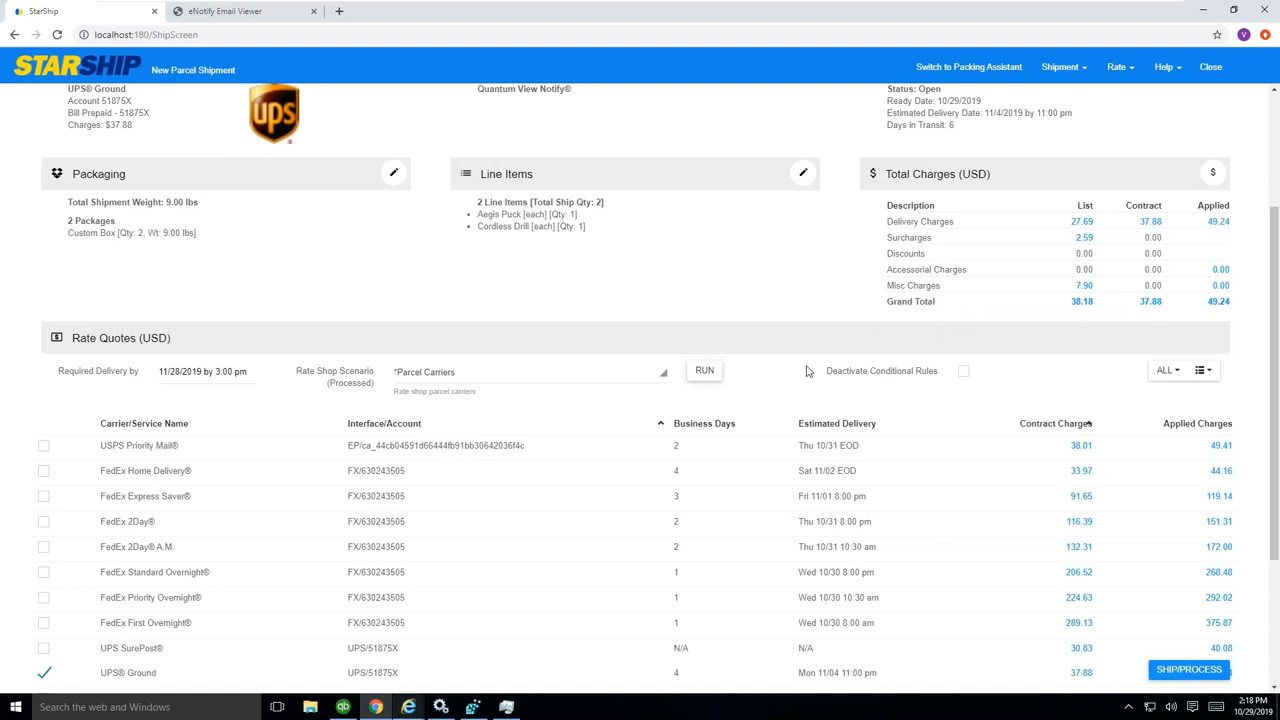 StarShip
eNotify Email Viewer
localhost:180/ShipScreen
V
STARSHIP New Parcel Shipment
Switch to Packing Assistant Shipment Rate Help Close
UPS® Ground
Account 51875X
Bill Prepaid - 51875X
Charges: $37.88
ups
Quantum View Notify®
Status: Open
Ready Date: 10/29/2019
Estimated Delivery Date: 11/4/2019 by 11:00 pm
Days in Transit: 6
Packaging
Total Shipment Weight: 9.00 lbs
2 Packages
Custom Box [Qty: 2, Wt: 9.00 lbs]
Line Items
2 Line Items [Total Ship Qty: 2]
• Aegis Puck [each] [Qty: 1]
• Cordless Drill [each] [Qty: 1]
$ Total Charges (USD) $
Description List Contract Applied
Delivery Charges 27.69 37.88 49.24
Surcharges 2.59 0.00
Discounts 0.00 0.00
Accessorial Charges 0.00 0.00 0.00
Misc Charges 7.90 0.00 0.00
Grand Total 38.18 37.88 49.24
Rate Quotes (USD)
Required Delivery by 11/28/2019 by 3:00 pm
Rate Shop Scenario
(Processed)
*Parcel Carriers
Rate shop parcel carriers
RUN
Deactivate Conditional Rules
ALL
Carrier/Service Name Interface/Account Business Days Estimated Delivery Contract Charges Applied Charges
USPS Priority Mail® EP/ca_44cb04591d66444fb91bb30642036f4c 2 Thu 10/31 EOD 38.01 49.41
FedEx Home Delivery® FX/630243505 4 Sat 11/02 EOD 33.97 44.16
FedEx Express Saver® FX/630243505 3 Fri 11/01 8:00 pm 91.65 119.14
FedEx 2Day® FX/630243505 2 Thu 10/31 8:00 pm 116.39 151.31
FedEx 2Day® A.M. FX/630243505 2 Thu 10/31 10:30 am 132.31 172.00
FedEx Standard Overnight® FX/630243505 1 Wed 10/30 8:00 pm 206.52 268.48
FedEx Priority Overnight® FX/630243505 1 Wed 10/30 10:30 am 224.63 292.02
FedEx First Overnight® FX/630243505 1 Wed 10/30 8:00 am 289.13 375.87
UPS SurePost® UPS/51875X N/A N/A 30.83 40.08
UPS® Ground UPS/51875X 4 Mon 11/04 11:00 pm 37.88
SHIP/PROCESS
Search the web and Windows
2:18 PM
10/29/2019